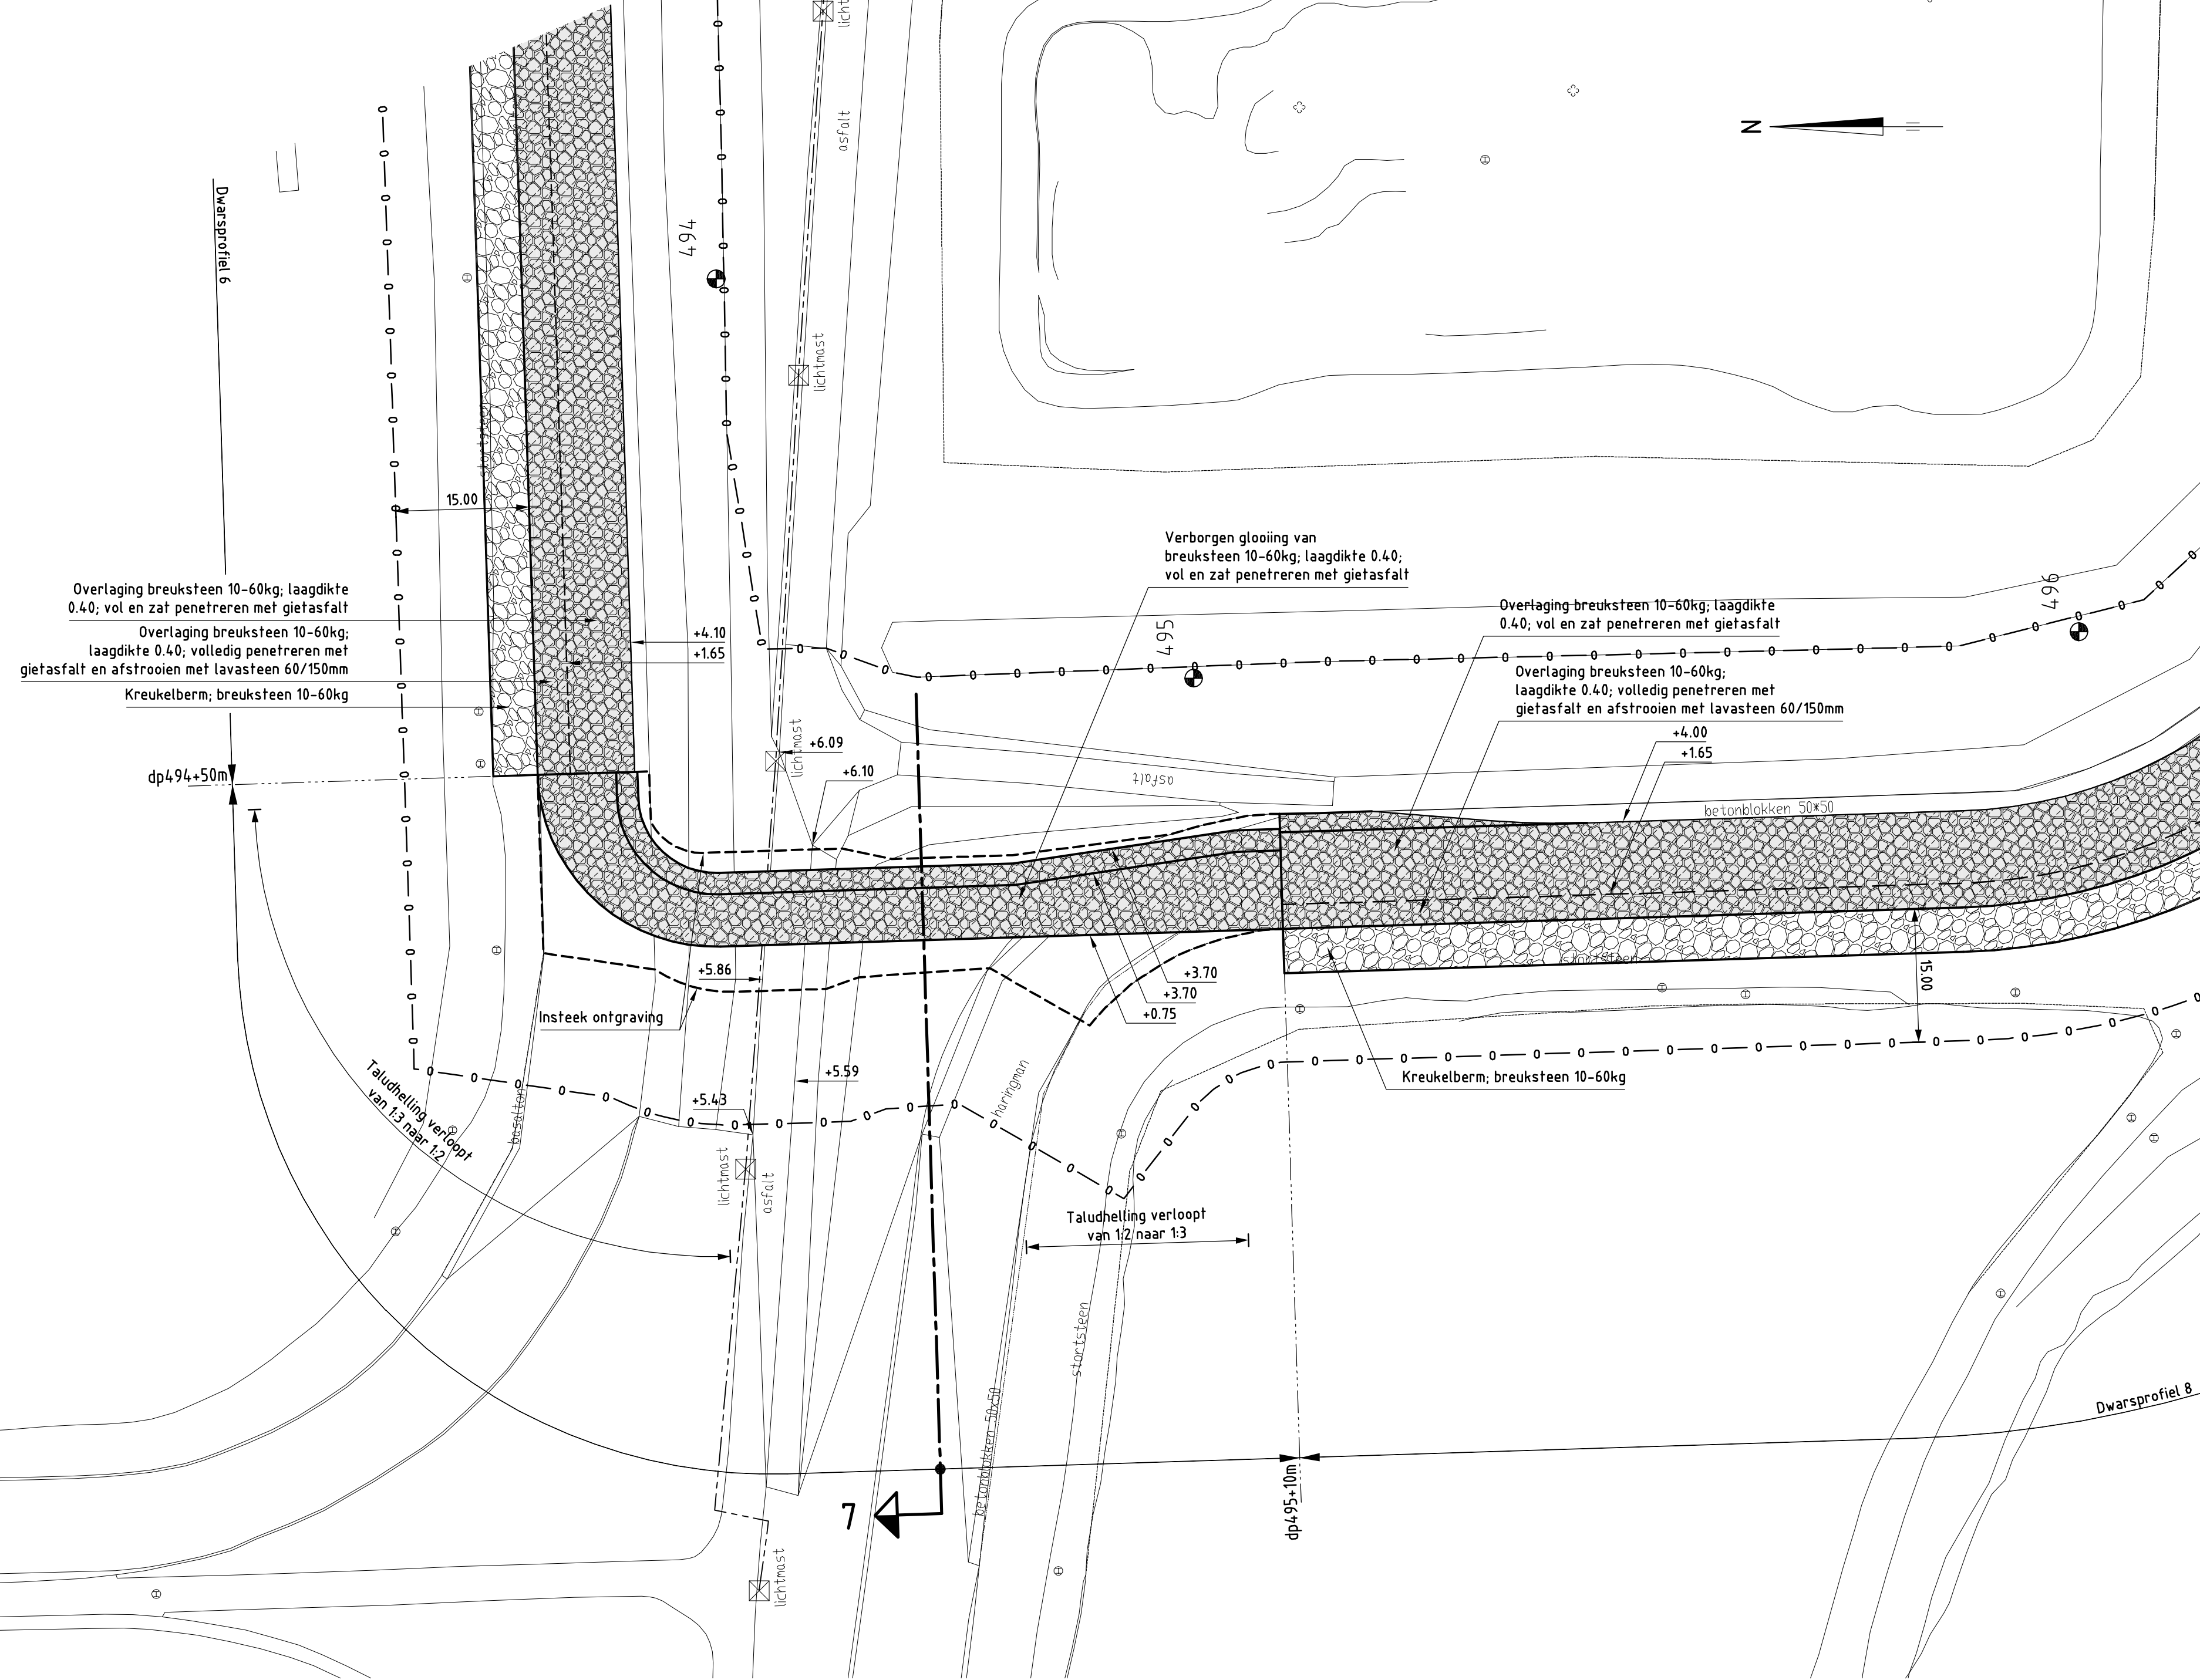 licht
asfalt
N
Dwarsprofiel 6
494
lichtmast
stortsteen
15.00
Verborgen glooiing van
breuksteen 10-60kg; laagdikte 0.40;
vol en zat penetreren met gietasfalt
Overlaging breuksteen 10-60kg; laagdikte
0.40; vol en zat penetreren met gietasfalt
Overlaging breuksteen 10-60kg;
laagdikte 0.40; volledig penetreren met
gietasfalt en afstrooien met lavasteen 60/150mm
Kreukelberm; breuksteen 10-60kg
+4.10
+1.65
495
496
Overlaging breuksteen 10-60kg; laagdikte
0.40; vol en zat penetreren met gietasfalt
Overlaging breuksteen 10-60kg;
laagdikte 0.40; volledig penetreren met
gietasfalt en afstrooien met lavasteen 60/150mm
+4.00
+1.65
dp494+50m
lichtmast
+6.09
+6.10
asfalt
betonblokken 50*50
stortsteen
15.00
+5.86
+3.70
+3.70
+0.75
Insteek ontgraving
+5.59
+5.43
Kreukelberm; breuksteen 10-60kg
Taludhelling verloopt
van 1:3 naar 1:2
basalton
haringman
lichtmast
asfalt
Taludhelling verloopt
van 1:2 naar 1:3
stortsteen
betonblokken 50x50
Dwarsprofiel 8
dp495+10m
7
lichtmast